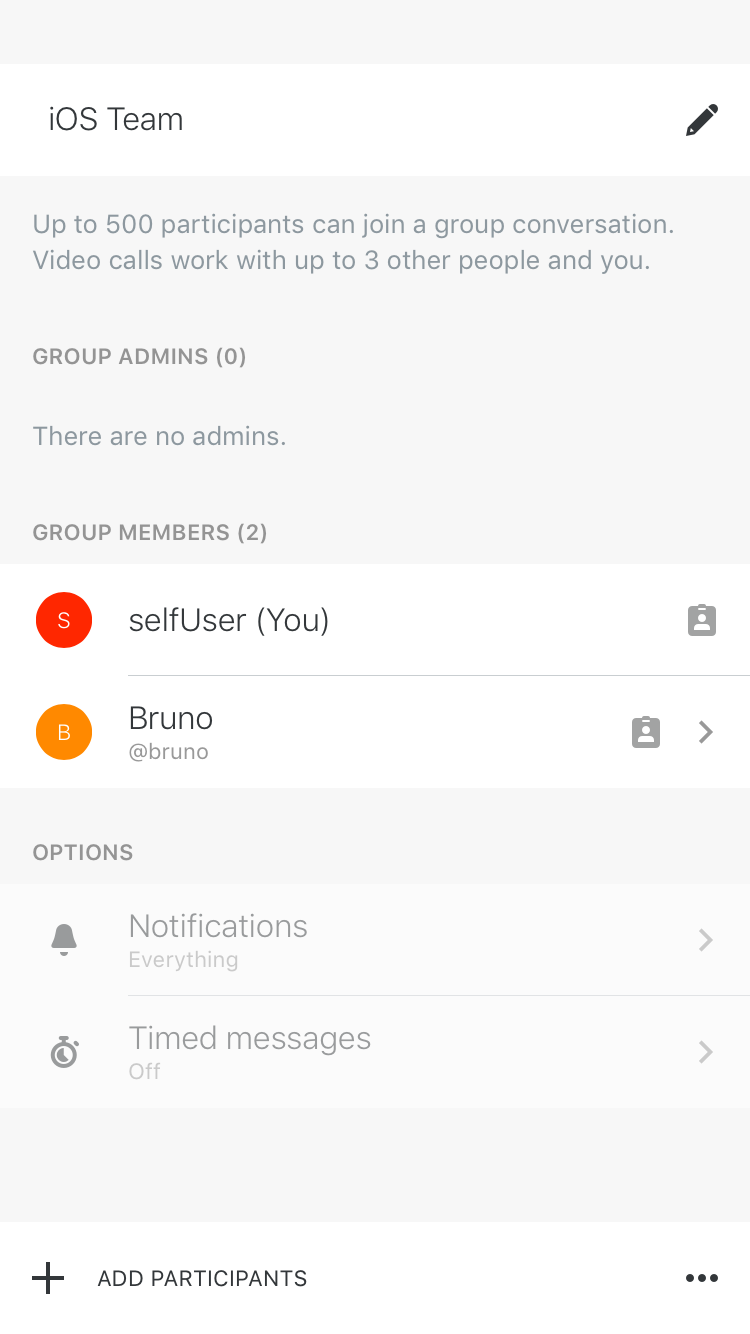 iOS Team
Up to 500 participants can join a group conversation.
Video calls work with up to 3 other people and you.
GROUP ADMINS (0)
There are no admins.
GROUP MEMBERS (2)
S
selfUser (You)
B
Bruno
@bruno
OPTIONS
Notifications
Everything
Timed messages
Off
ADD PARTICIPANTS